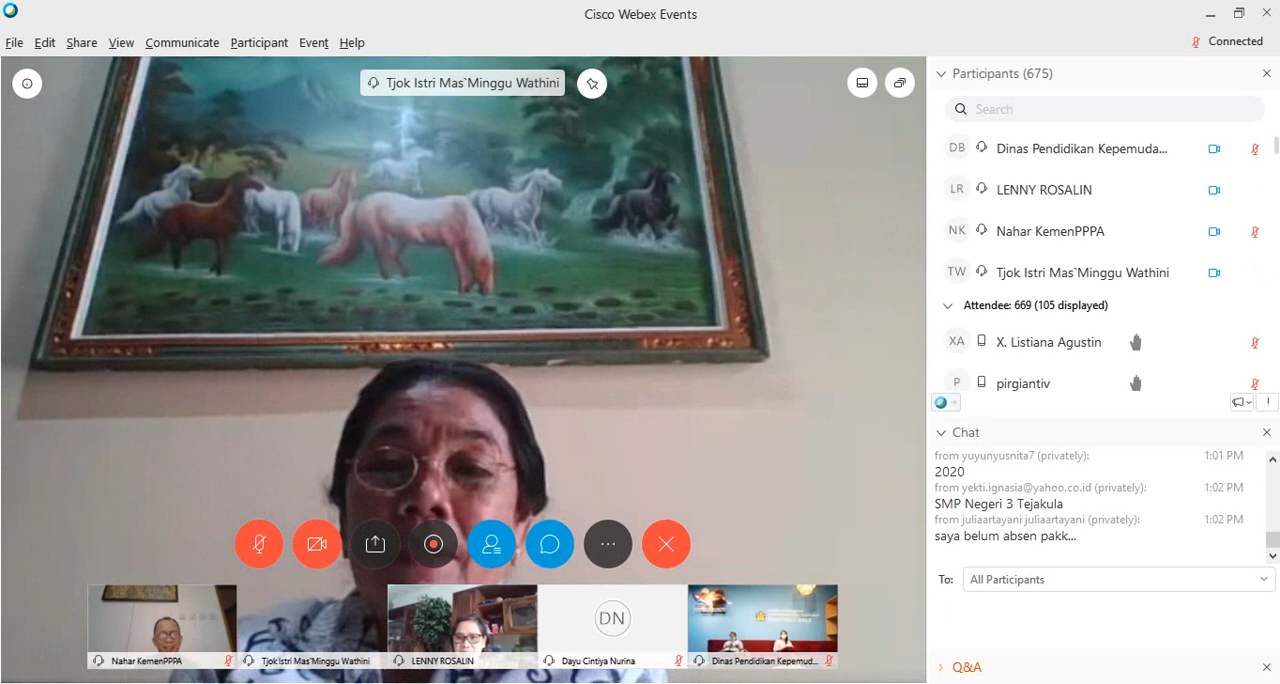 Cisco Webex Events
File Edit Share View Communicate Participant Event Help
Connected
Tjok Istri Mas`Minggu Wathini
Participants (675)
Search
DB Dinas Pendidikan Kepemuda...
LR LENNY ROSALIN
NK Nahar KemenPPPA
TW Tjok Istri Mas`Minggu Wathini
Attendee: 669 (105 displayed)
XA X. Listiana Agustin
P pirgiantiv
Chat
from yuyunyusnita7 (privately): 1:01 PM
2020
from yekti.ignasia@yahoo.co.id (privately): 1:02 PM
SMP Negeri 3 Tejakula
from juliaartayani juliaartayani (privately): 1:02 PM
saya belum absen pakk...
To: All Participants
Q&A
DN
Nahar KemenPPPA
Tjok Istri Mas`Minggu Wathini
LENNY ROSALIN
Dayu Cintiya Nurina
Dinas Pendidikan Kepemud...